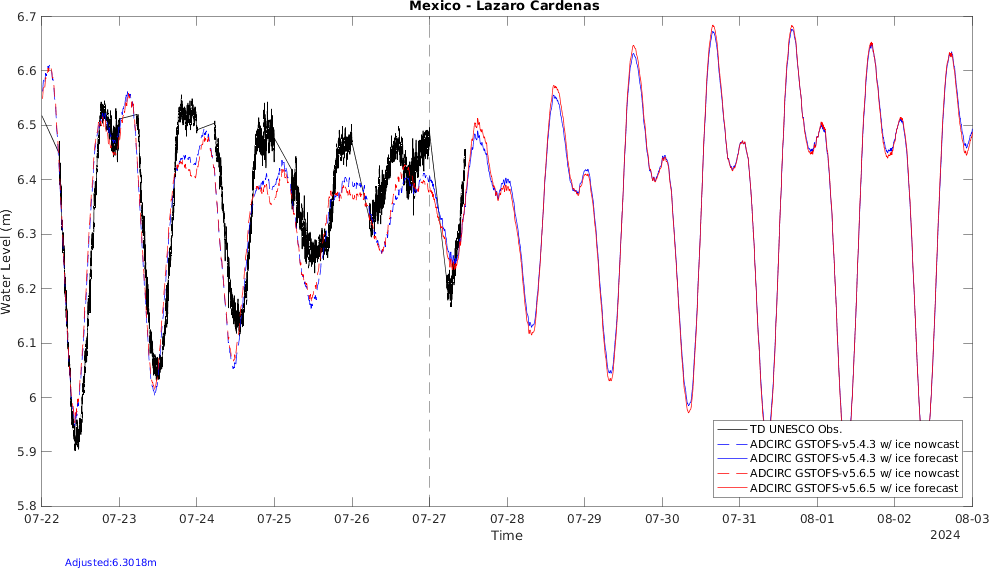 Mexico - Lazaro Cardenas
Water Level (m)
6.7
6.6
6.5
6.4
6.3
6.2
6.1
6
5.9
5.8
TD UNESCO Obs.
ADCIRC GSTOFS-v5.4.3 w/ ice nowcast
ADCIRC GSTOFS-v5.4.3 w/ ice forecast
ADCIRC GSTOFS-v5.6.5 w/ ice nowcast
ADCIRC GSTOFS-v5.6.5 w/ ice forecast
07-22 07-23 07-24 07-25 07-26 07-27 07-28 07-29 07-30 07-31 08-01 08-02 08-03
Time
2024
Adjusted:6.3018m